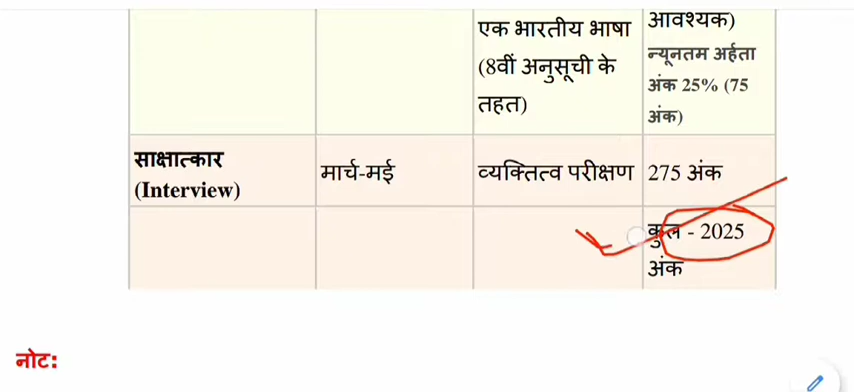 एक भारतीय भाषा
(8वीं अनुसूची के
तहत)
आवश्यक)
न्यूनतम अर्हता
अंक 25% (75
अंक)
साक्षात्कार
(Interview)
मार्च-मई
व्यक्तित्व परीक्षण
275 अंक
कुल - 2025
अंक
नोट: